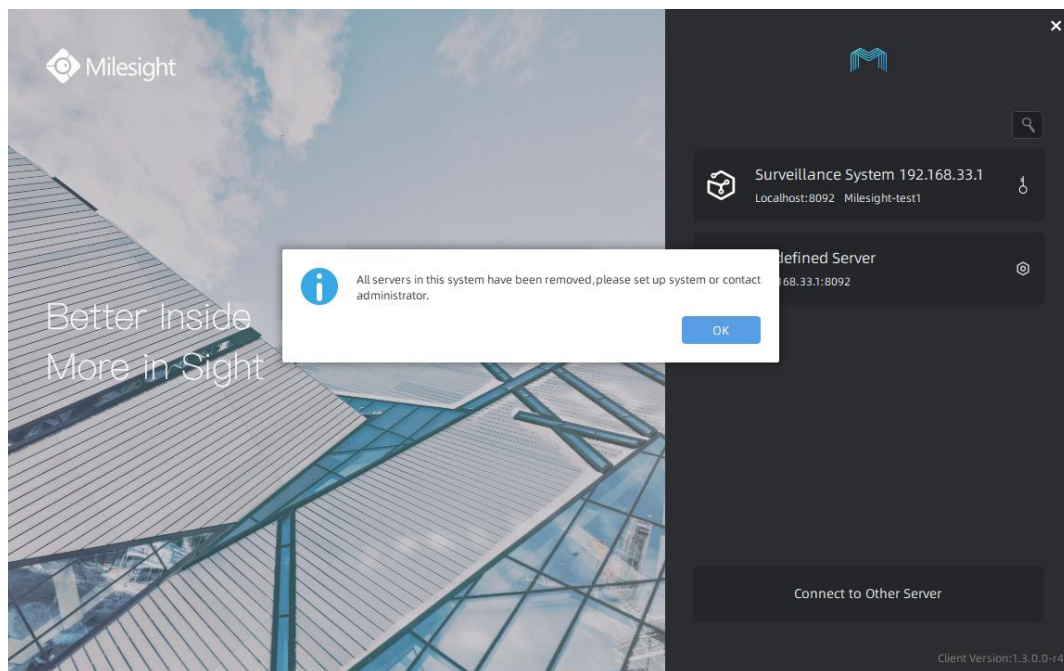 Milesight
Better Inside
More in Sight
Surveillance System 192.168.33.1
Localhost:8092 Milesight-test1
defined Server
68.33.1:8092
All servers in this system have been removed,please set up system or contact
administrator.
OK
Connect to Other Server
Client Version:1.3.0.0-r4